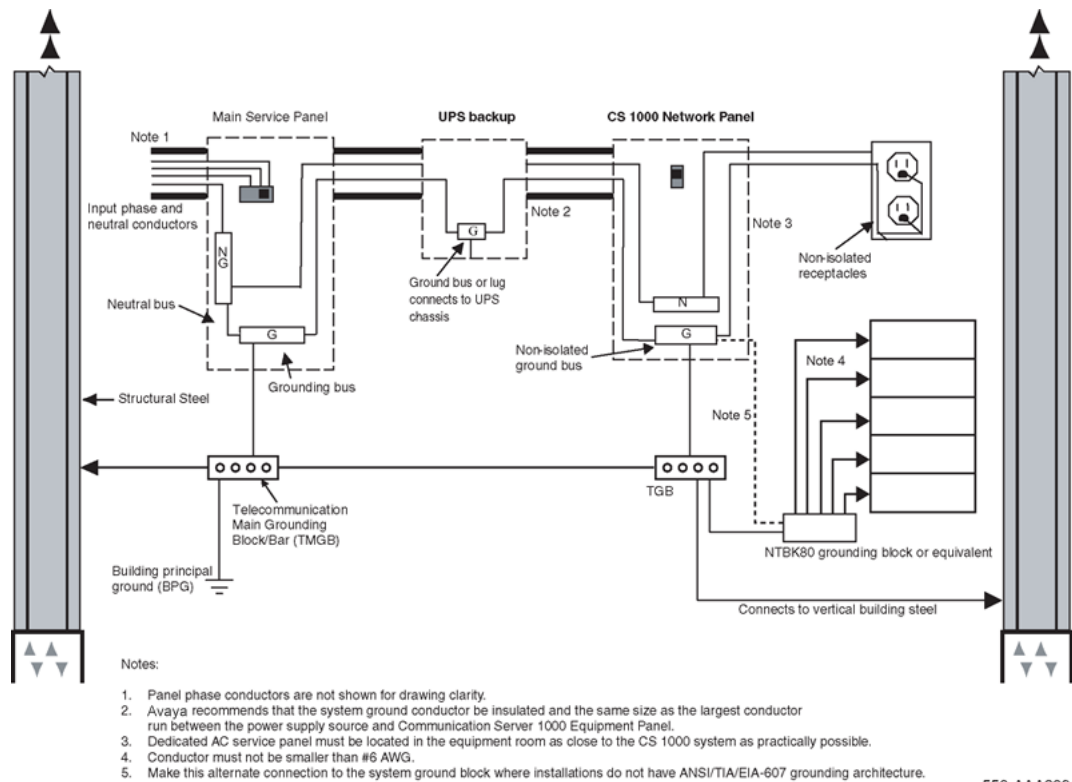 Main Service Panel
UPS backup
CS 1000 Network Panel
Note 1
Input phase and
neutral conductors
N
G
Neutral bus
G
Grounding bus
G
Ground bus or lug
connects to UPS
chassis
Note 2
Note 3
N
G
Non-isolated
ground bus
Non-isolated
receptacles
Note 4
Note 5
Structural Steel
Telecommunication
Main Grounding
Block/Bar (TMGB)
TGB
NTBK80 grounding block or equivalent
Building principal
ground (BPG)
Connects to vertical building steel
Notes:
1. Panel phase conductors are not shown for drawing clarity.
2. Avaya recommends that the system ground conductor be insulated and the same size as the largest conductor
run between the power supply source and Communication Server 1000 Equipment Panel.
3. Dedicated AC service panel must be located in the equipment room as close to the CS 1000 system as practically possible.
4. Conductor must not be smaller than #6 AWG.
5. Make this alternate connection to the system ground block where installations do not have ANSI/TIA/EIA-607 grounding architecture.